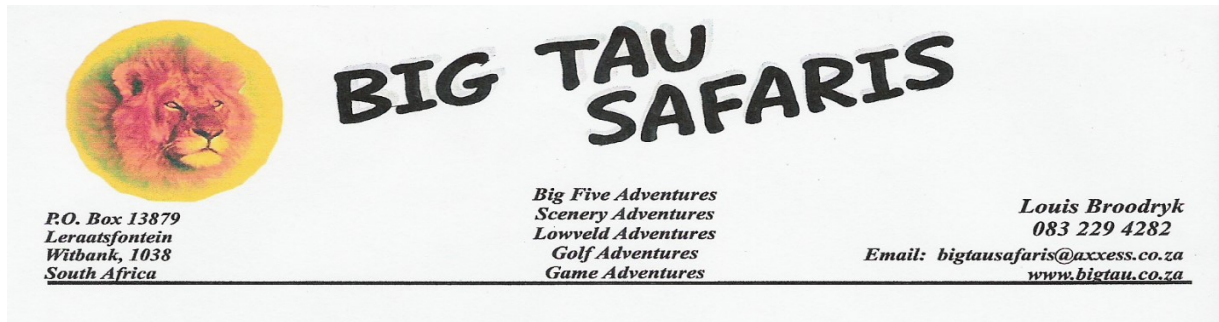 BIG TAU
SAFARIS
P.O. Box 13879
Leraatsfontein
Witbank, 1038
South Africa
Big Five Adventures
Scenery Adventures
Lowveld Adventures
Golf Adventures
Game Adventures
Louis Broodryk
083 229 4282
Email: bigtausafaris@axxess.co.za
www.bigtau.co.za